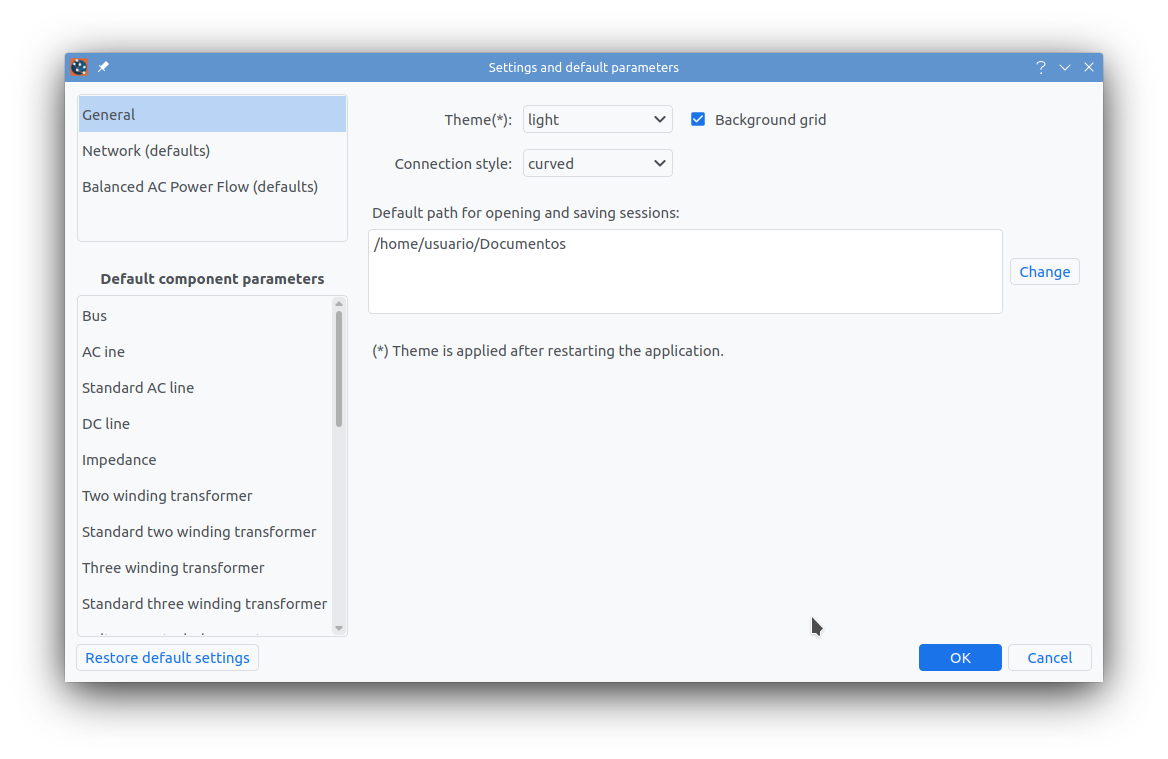 Settings and default parameters
General
Network (defaults)
Balanced AC Power Flow (defaults)
Default component parameters
Bus
AC ine
Standard AC line
DC line
Impedance
Two winding transformer
Standard two winding transformer
Three winding transformer
Standard three winding transformer
Restore default settings
Theme(*): light Background grid
Connection style: curved
Default path for opening and saving sessions:
/home/usuario/Documentos
Change
(*) Theme is applied after restarting the application.
OK Cancel